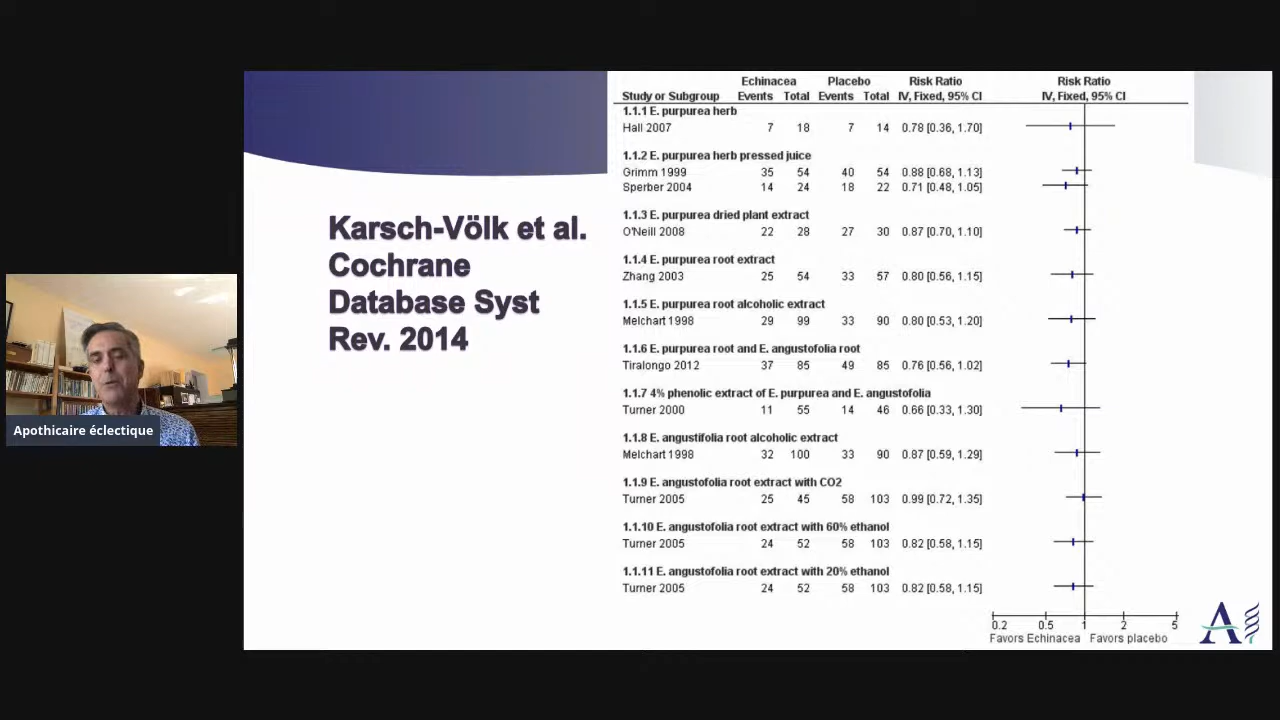 Apothicaire éclectique
Karsch-Völk et al.
Cochrane
Database Syst
Rev. 2014
Echinacea Placebo Risk Ratio Risk Ratio
Study or Subgroup Events Total Events Total IV, Fixed, 95% CI IV, Fixed, 95% CI
1.1.1 E. purpurea herb
Hall 2007 7 18 7 14 0.78 [0.36, 1.70]
1.1.2 E. purpurea herb pressed juice
Grimm 1999 35 54 40 54 0.88 [0.68, 1.13]
Sperber 2004 14 24 18 22 0.71 [0.48, 1.05]
1.1.3 E. purpurea dried plant extract
O'Neill 2008 22 28 27 30 0.87 [0.70, 1.10]
1.1.4 E. purpurea root extract
Zhang 2003 25 54 33 57 0.80 [0.56, 1.15]
1.1.5 E. purpurea root alcoholic extract
Melchart 1998 29 99 33 90 0.80 [0.53, 1.20]
1.1.6 E. purpurea root and E. angustofolia root
Tiralongo 2012 37 85 49 85 0.76 [0.56, 1.02]
1.1.7 4% phenolic extract of E. purpurea and E. angustofolia
Turner 2000 11 55 14 46 0.66 [0.33, 1.30]
1.1.8 E. angustifolia root alcoholic extract
Melchart 1998 32 100 33 90 0.87 [0.59, 1.29]
1.1.9 E. angustofolia root extract with CO2
Turner 2005 25 45 58 103 0.99 [0.72, 1.35]
1.1.10 E. angustofolia root extract with 60% ethanol
Turner 2005 24 52 58 103 0.82 [0.58, 1.15]
1.1.11 E. angustofolia root extract with 20% ethanol
Turner 2005 24 52 58 103 0.82 [0.58, 1.15]
0.2 0.5 1 2 5
Favors Echinacea Favors placebo
A